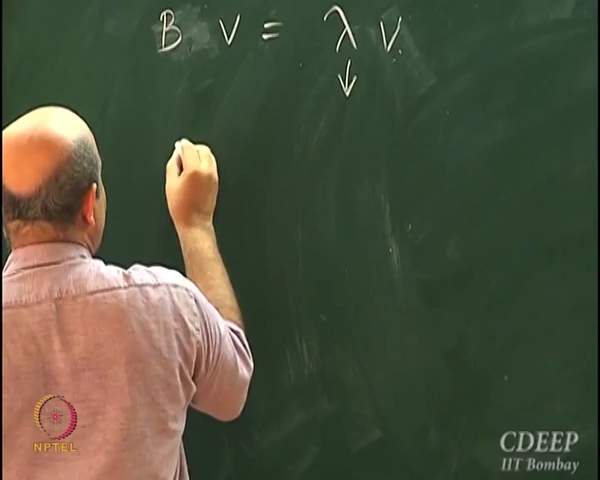 B v = λ v
↓
NPTEL
CDEEP
IIT Bombay